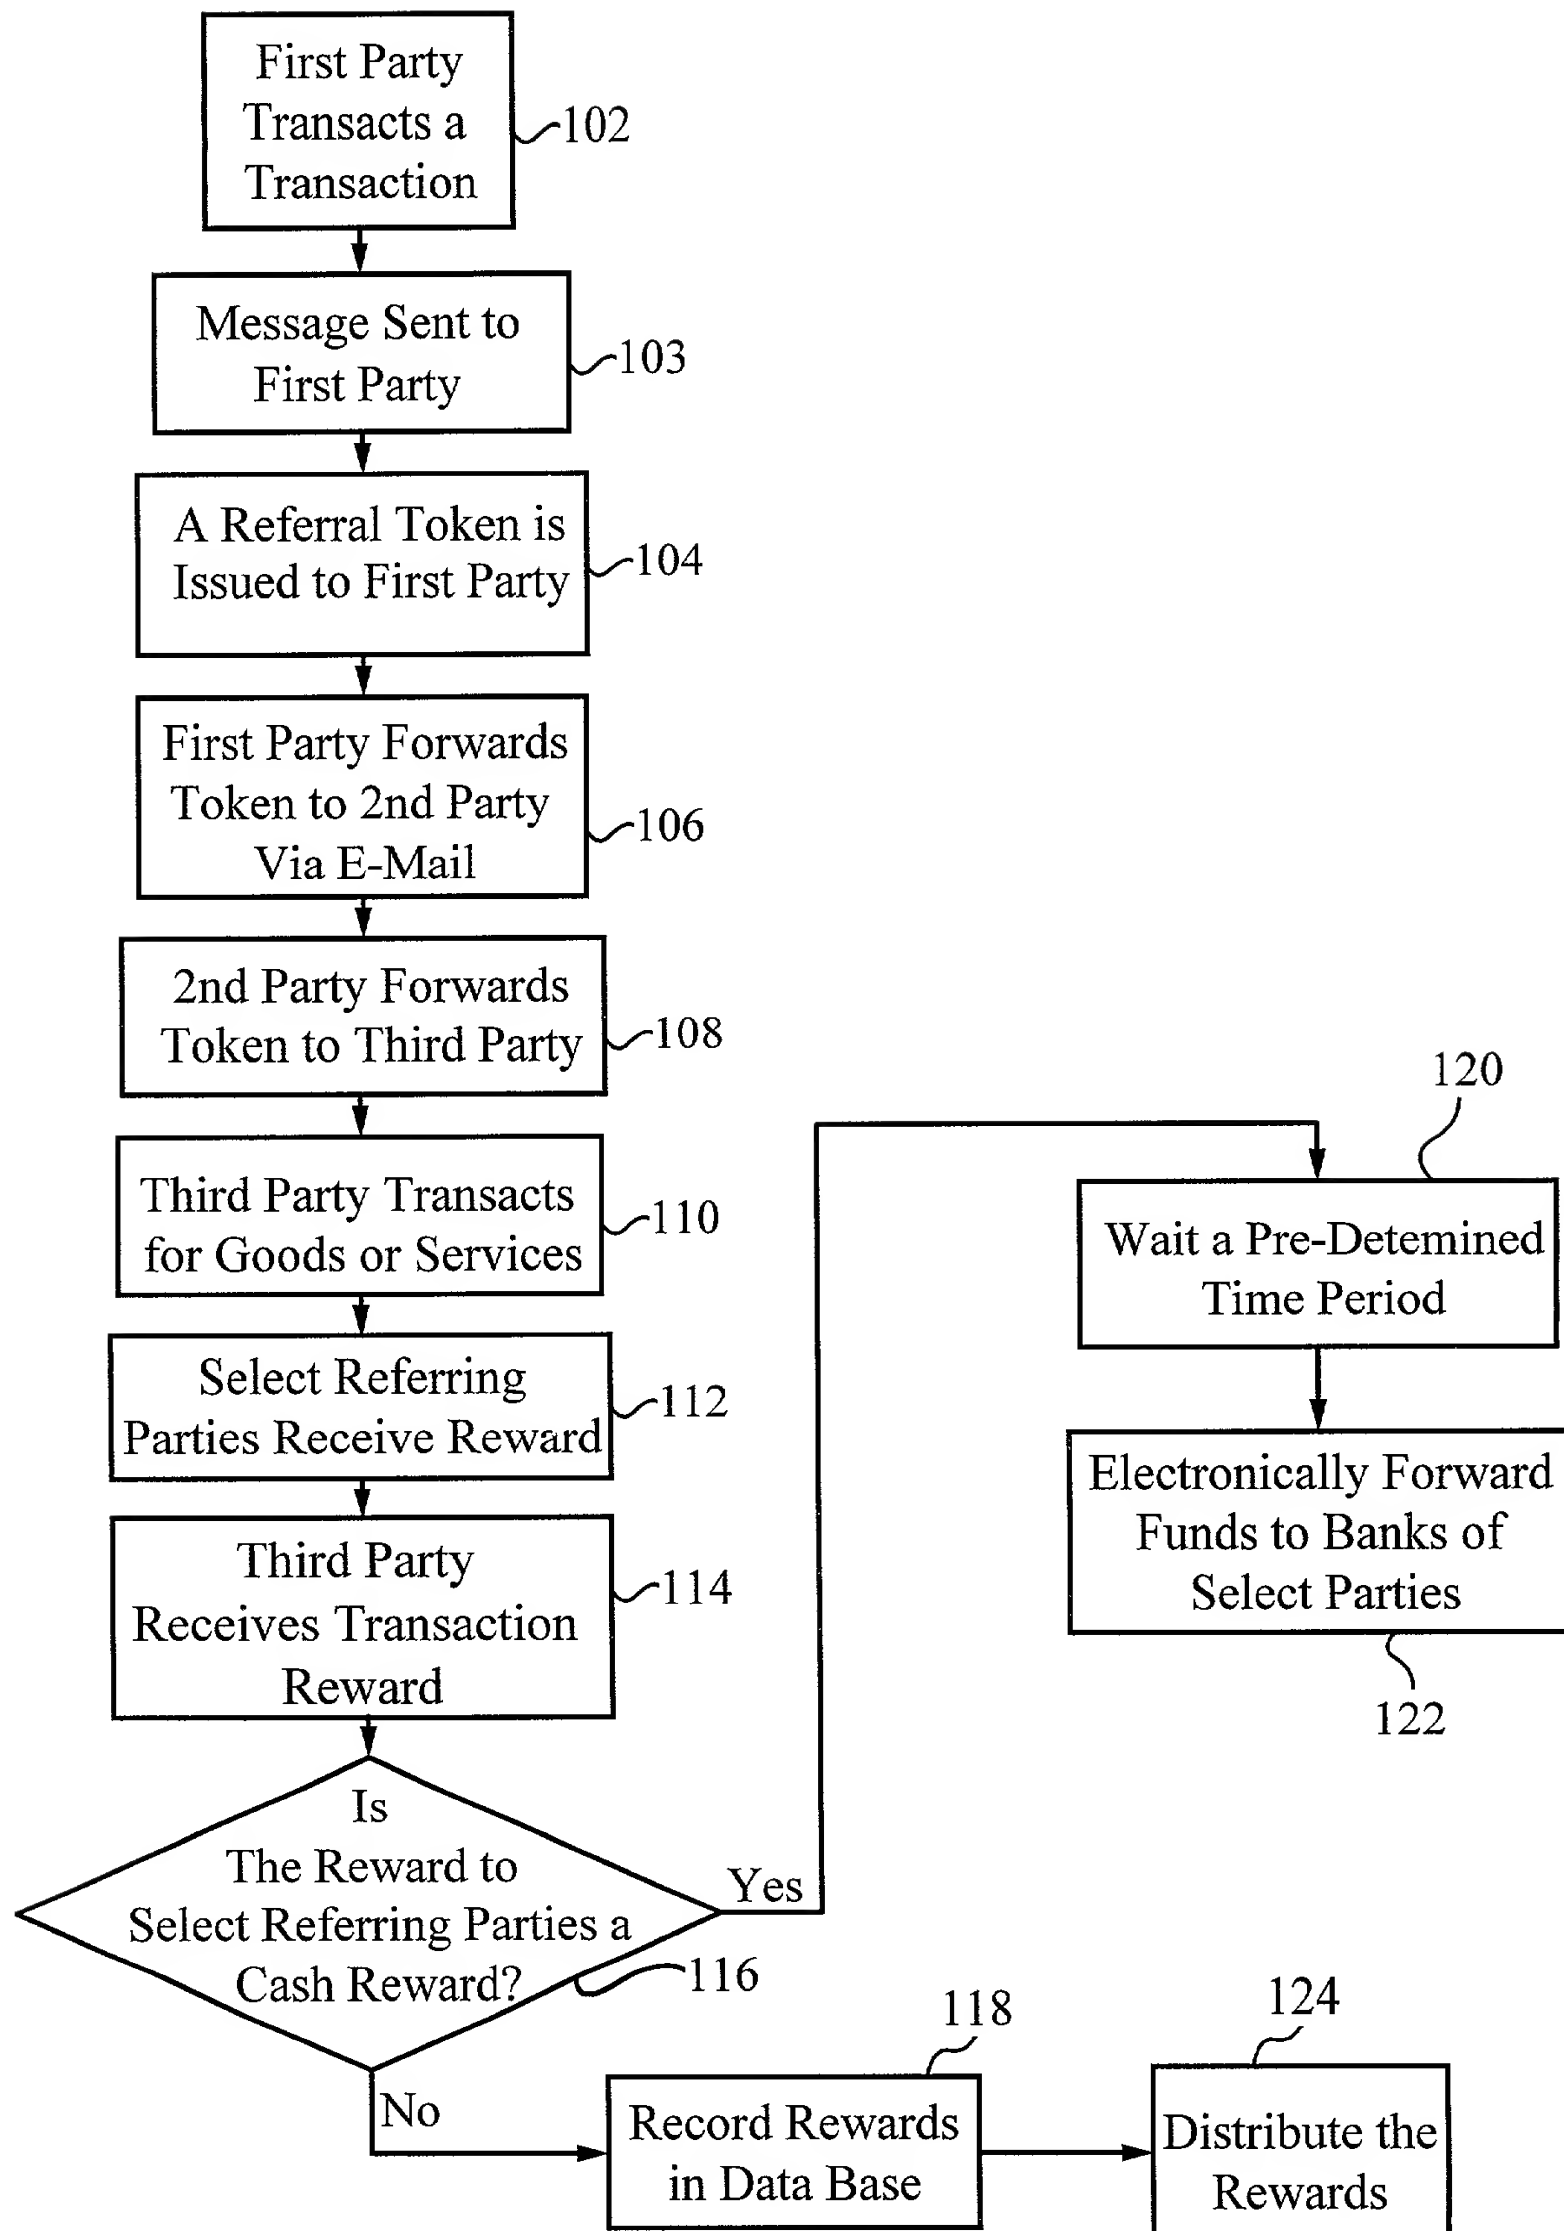 First Party
Transacts a
Transaction
102
Message Sent to
First Party
103
A Referral Token is
Issued to First Party
104
First Party Forwards
Token to 2nd Party
Via E-Mail
106
2nd Party Forwards
Token to Third Party
108
Third Party Transacts
for Goods or Services
110
Select Referring
Parties Receive Reward
112
Third Party
Receives Transaction
Reward
114
Is
The Reward to
Select Referring Parties a
Cash Reward?
116
Yes
120
Wait a Pre-Detemined
Time Period
Electronically Forward
Funds to Banks of
Select Parties
122
No
118
Record Rewards
in Data Base
124
Distribute the
Rewards